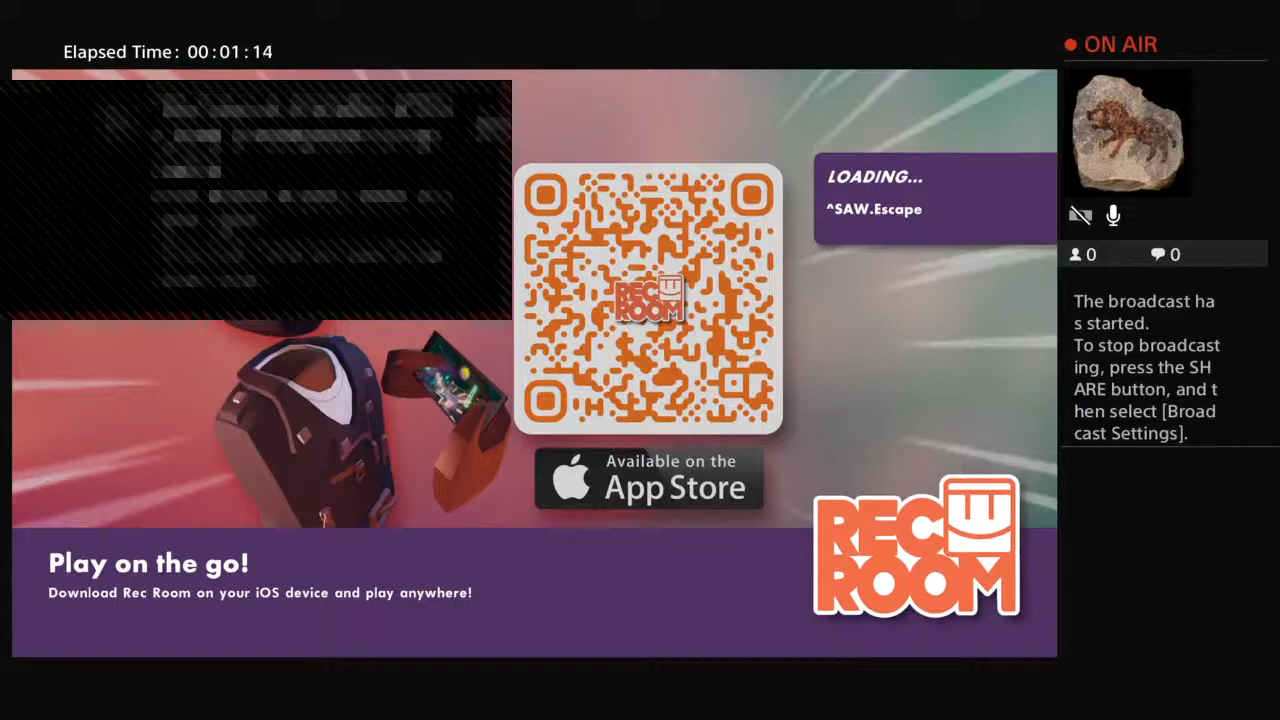 Elapsed Time: 00:01:14
ON AIR
LOADING...
^SAW.Escape
REC
ROOM
0
0
The broadcast ha
s started.
To stop broadcast
ing, press the SH
ARE button, and t
hen select [Broad
cast Settings].
Available on the
App Store
Play on the go!
Download Rec Room on your iOS device and play anywhere!
REC
ROOM